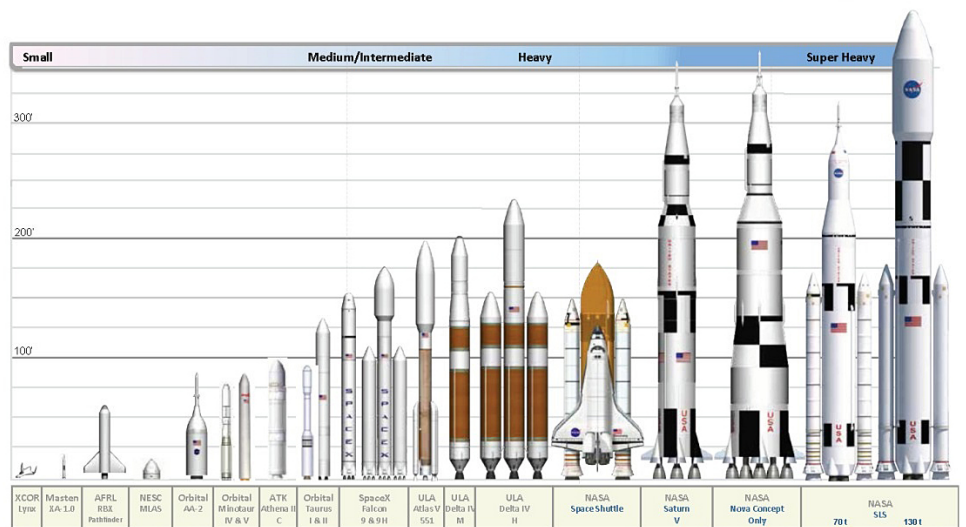 Small Medium/Intermediate Heavy Super Heavy
300'
200'
100'
NASA
NASA
USA
USA
USA
USA
SPACEX
SPACEX
XCOR
Lynx
Masten
XA-1.0
AFRL
RBX
Pathfinder
NESC
MLAS
Orbital
AA-2
Orbital
Minotaur
IV & V
ATK
Athena II
C
Orbital
Taurus
I & II
SpaceX
Falcon
9 & 9H
ULA
Atlas V
551
ULA
Delta IV
M
ULA
Delta IV
H
NASA
Space Shuttle
NASA
Saturn
V
NASA
Nova Concept
Only
NASA
SLS
70 t 130 t